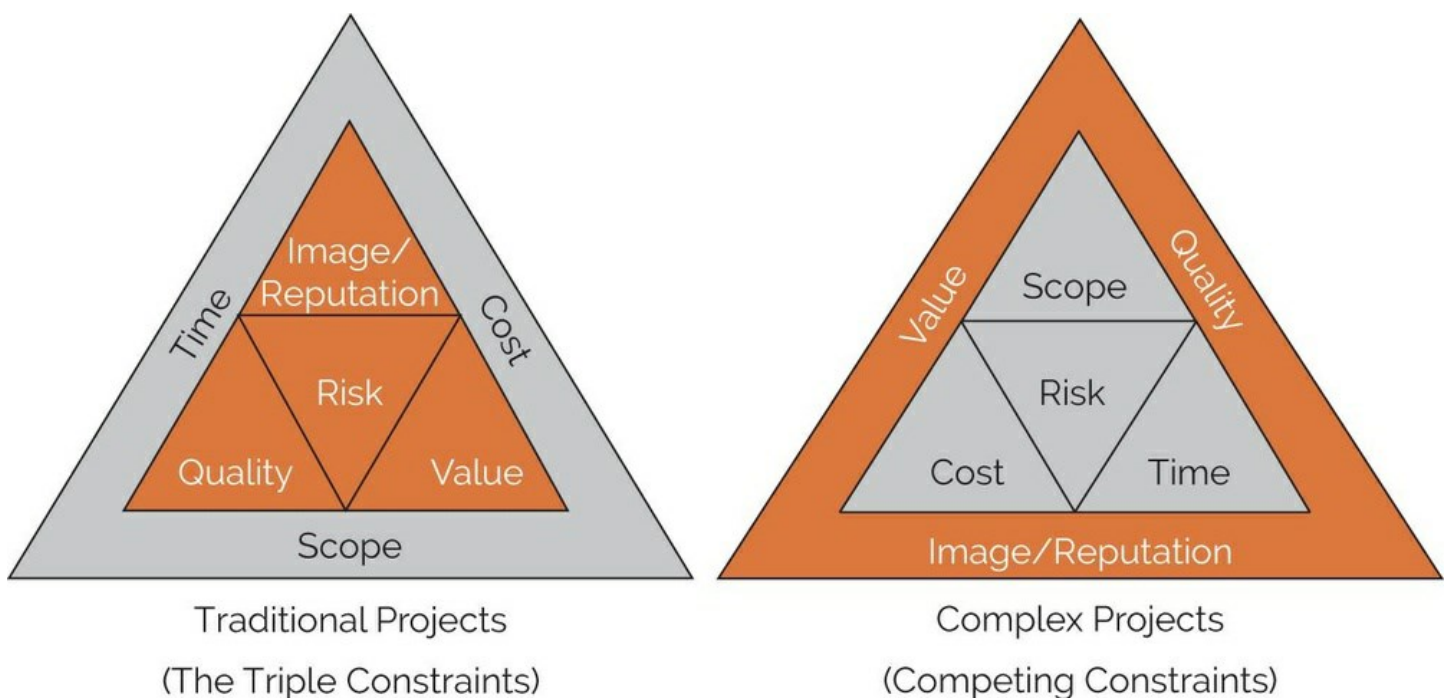 Image/
Reputation
Time
Cost
Risk
Quality
Value
Scope
Traditional Projects
(The Triple Constraints)
Value
Quality
Scope
Risk
Cost
Time
Image/Reputation
Complex Projects
(Competing Constraints)